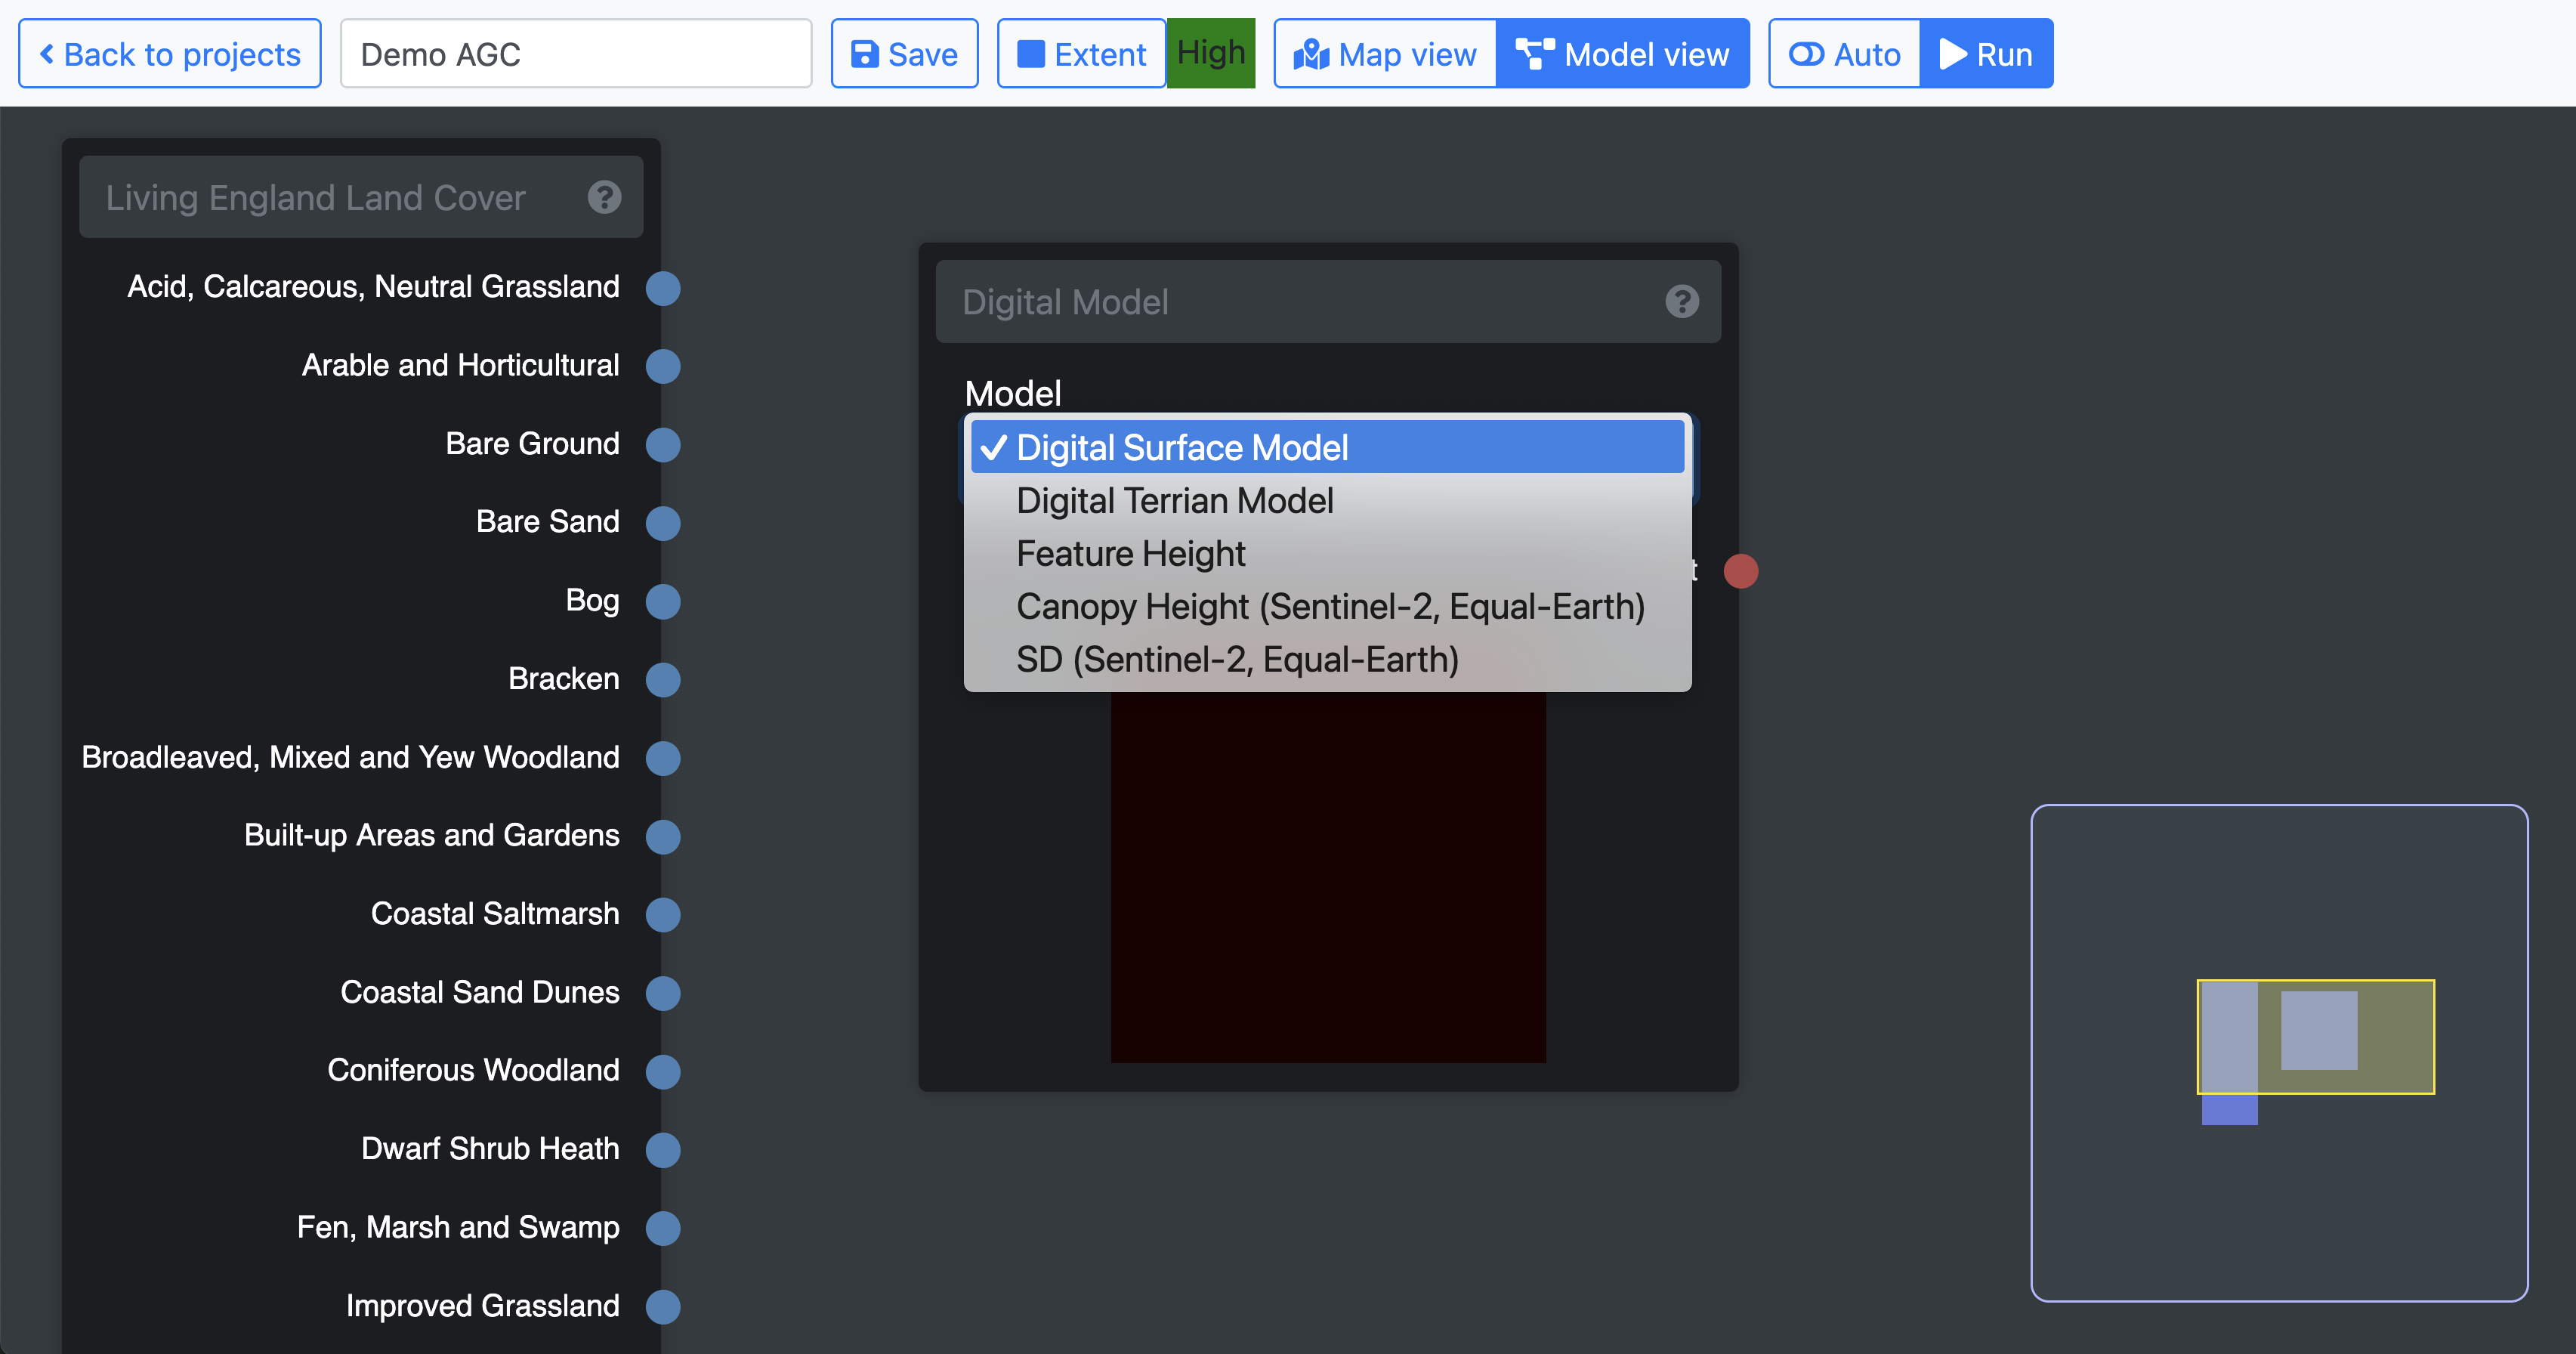 Back to projects
Demo AGC
Save
Extent
High
Map view
Model view
Auto
Run
Living England Land Cover
Acid, Calcareous, Neutral Grassland
Arable and Horticultural
Bare Ground
Bare Sand
Bog
Bracken
Broadleaved, Mixed and Yew Woodland
Built-up Areas and Gardens
Coastal Saltmarsh
Coastal Sand Dunes
Coniferous Woodland
Dwarf Shrub Heath
Fen, Marsh and Swamp
Improved Grassland
Digital Model
Model
Digital Surface Model
Digital Terrian Model
Feature Height
Canopy Height (Sentinel-2, Equal-Earth)
SD (Sentinel-2, Equal-Earth)